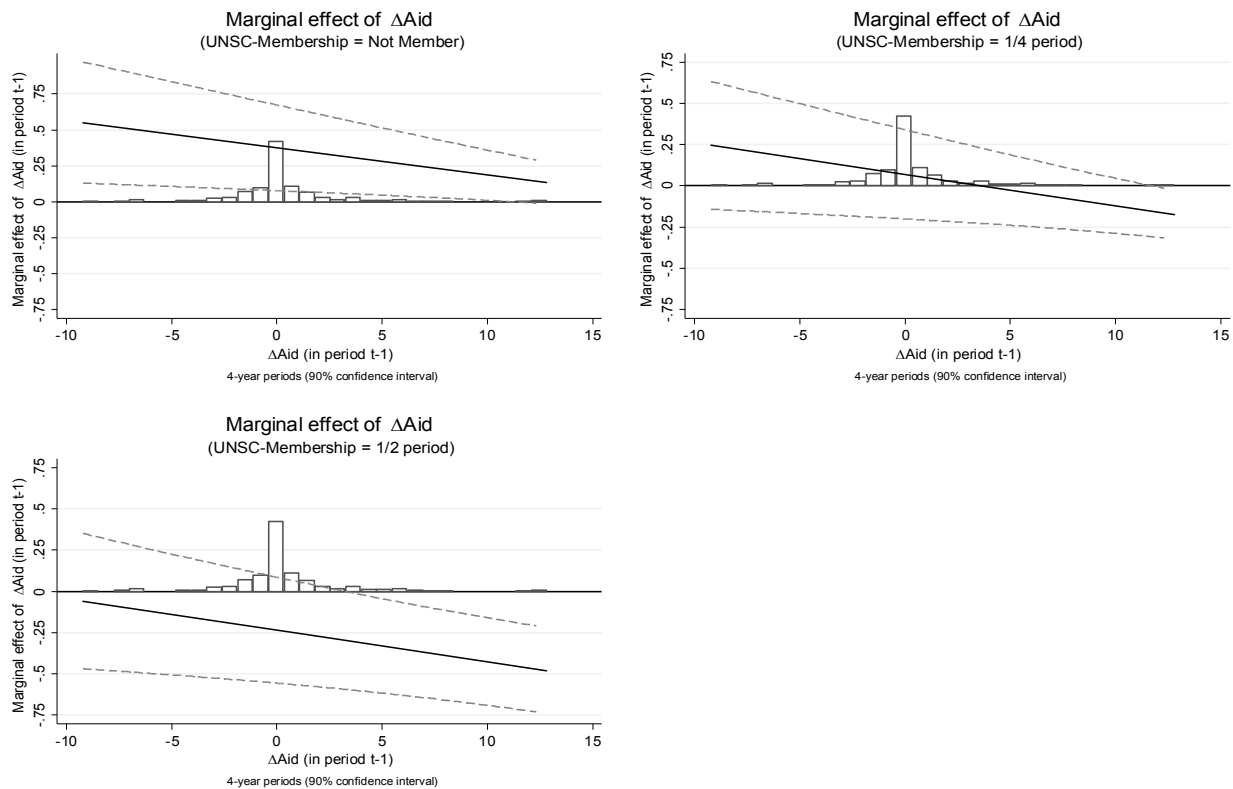 Marginal effect of ΔAid
(UNSC-Membership = Not Member)
Marginal effect of ΔAid (in period t-1)
.75
.5
.25
0
-.25
-.5
-.75
-10
-5
0
5
10
15
ΔAid (in period t-1)
4-year periods (90% confidence interval)
Marginal effect of ΔAid
(UNSC-Membership = 1/4 period)
Marginal effect of ΔAid (in period t-1)
.75
.5
.25
0
-.25
-.5
-.75
-10
-5
0
5
10
15
ΔAid (in period t-1)
4-year periods (90% confidence interval)
Marginal effect of ΔAid
(UNSC-Membership = 1/2 period)
Marginal effect of ΔAid (in period t-1)
.75
.5
.25
0
-.25
-.5
-.75
-10
-5
0
5
10
15
ΔAid (in period t-1)
4-year periods (90% confidence interval)